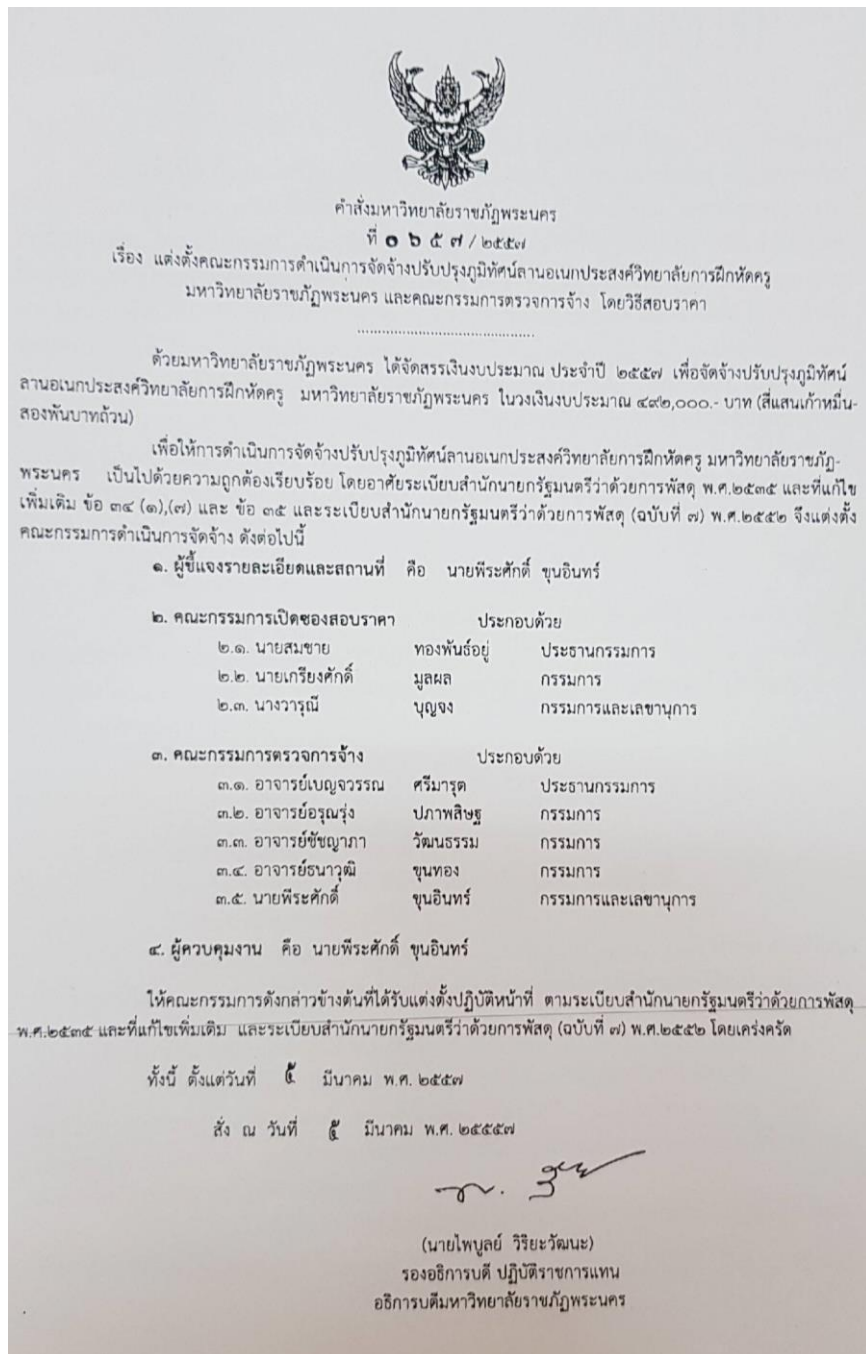 คำสั่งมหาวิทยาลัยราชภัฏพระนคร
ที่ ๐๖๕๗/๒๕๕๗
เรื่อง แต่งตั้งคณะกรรมการดำเนินการจัดจ้างปรับปรุงภูมิทัศน์ลานอเนกประสงค์วิทยาลัยการฝึกหัดครู
มหาวิทยาลัยราชภัฏพระนคร และคณะกรรมการตรวจการจ้าง โดยวิธีสอบราคา
............................................
ด้วยมหาวิทยาลัยราชภัฏพระนคร ได้จัดสรรเงินงบประมาณ ประจำปี ๒๕๕๗ เพื่อจัดจ้างปรับปรุงภูมิทัศน์
ลานอเนกประสงค์วิทยาลัยการฝึกหัดครู มหาวิทยาลัยราชภัฏพระนคร ในวงเงินงบประมาณ ๔๙๒,๐๐๐.- บาท (สี่แสนเก้าหมื่น-
สองพันบาทถ้วน)
เพื่อให้การดำเนินการจัดจ้างปรับปรุงภูมิทัศน์ลานอเนกประสงค์วิทยาลัยการฝึกหัดครู มหาวิทยาลัยราชภัฏ-
พระนคร เป็นไปด้วยความถูกต้องเรียบร้อย โดยอาศัยระเบียบสำนักนายกรัฐมนตรีว่าด้วยการพัสดุ พ.ศ.๒๕๓๕ และที่แก้ไข
เพิ่มเติม ข้อ ๓๔ (๑),(๗) และ ข้อ ๓๕ และระเบียบสำนักนายกรัฐมนตรีว่าด้วยการพัสดุ (ฉบับที่ ๗) พ.ศ.๒๕๕๒ จึงแต่งตั้ง
คณะกรรมการดำเนินการจัดจ้าง ดังต่อไปนี้
๑. ผู้ชี้แจงรายละเอียดและสถานที่ คือ นายพีระศักดิ์ ขุนอินทร์
๒. คณะกรรมการเปิดซองสอบราคา ประกอบด้วย
๒.๑. นายสมชาย ทองพันธ์อยู่ ประธานกรรมการ
๒.๒. นายเกรียงศักดิ์ มูลผล กรรมการ
๒.๓. นางวารุณี บุญจง กรรมการและเลขานุการ
๓. คณะกรรมการตรวจการจ้าง ประกอบด้วย
๓.๑. อาจารย์เบญจวรรณ ศรีมารุต ประธานกรรมการ
๓.๒. อาจารย์อรุณรุ่ง ปภาพสิษฐ กรรมการ
๓.๓. อาจารย์ชัชญาภา วัฒนธรรม กรรมการ
๓.๔. อาจารย์ธนาวุฒิ ขุนทอง กรรมการ
๓.๕. นายพีระศักดิ์ ขุนอินทร์ กรรมการและเลขานุการ
๔. ผู้ควบคุมงาน คือ นายพีระศักดิ์ ขุนอินทร์
ให้คณะกรรมการดังกล่าวข้างต้นที่ได้รับแต่งตั้งปฏิบัติหน้าที่ ตามระเบียบสำนักนายกรัฐมนตรีว่าด้วยการพัสดุ
พ.ศ.๒๕๓๕ และที่แก้ไขเพิ่มเติม และระเบียบสำนักนายกรัฐมนตรีว่าด้วยการพัสดุ (ฉบับที่ ๗) พ.ศ.๒๕๕๒ โดยเคร่งครัด
ทั้งนี้ ตั้งแต่วันที่ ๕ มีนาคม พ.ศ. ๒๕๕๗
สั่ง ณ วันที่ ๕ มีนาคม พ.ศ. ๒๕๕๕๗
(นายไพบูลย์ วิริยะวัฒนะ)
รองอธิการบดี ปฏิบัติราชการแทน
อธิการบดีมหาวิทยาลัยราชภัฏพระนคร